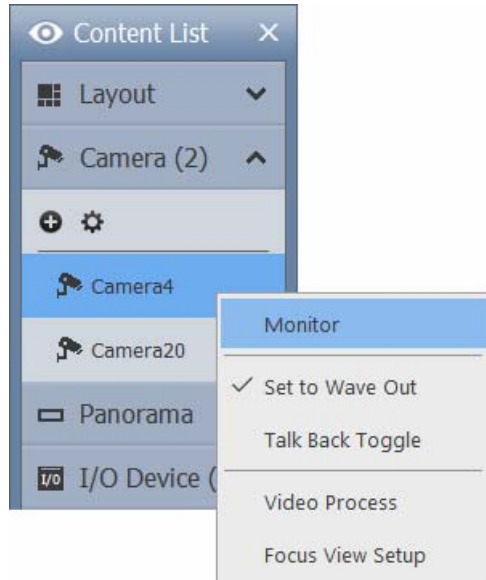 Content List
Layout
Camera (2)
Camera4
Camera20
Panorama
I/O
I/O Device (
Monitor
Set to Wave Out
Talk Back Toggle
Video Process
Focus View Setup